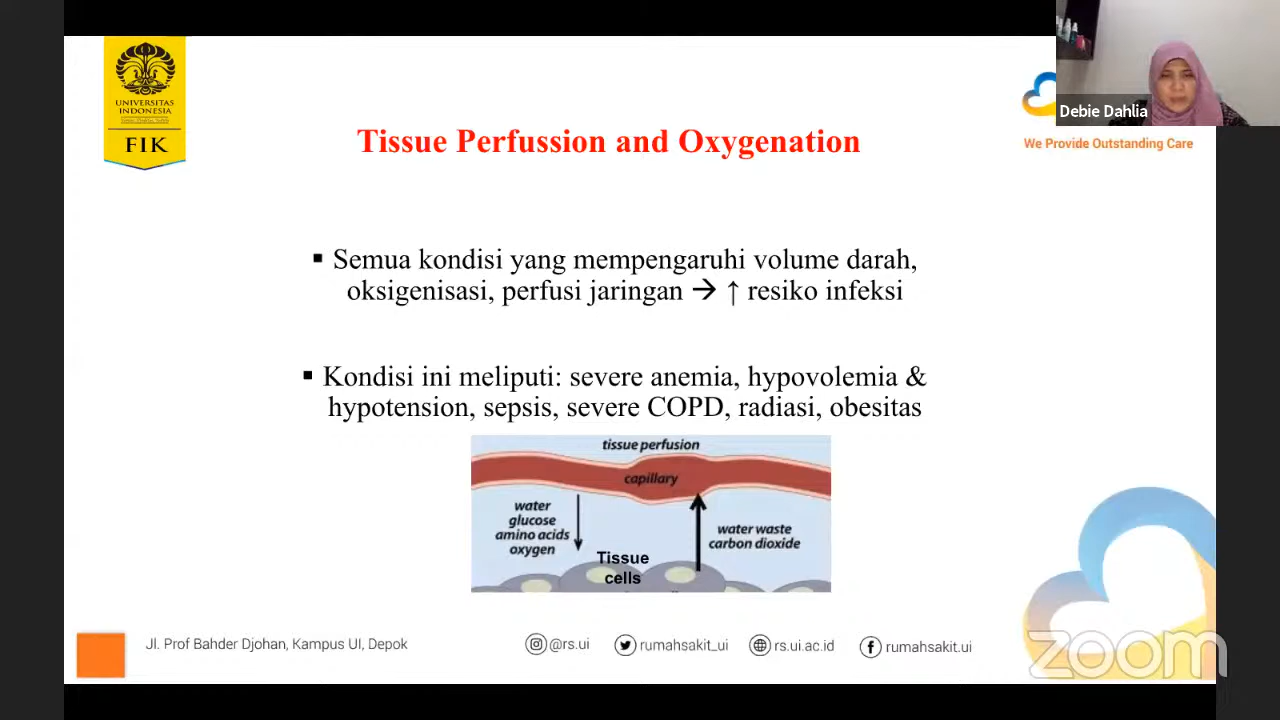 UNIVERSITAS
INDONESIA
FIK
Debie Dahlia
We Provide Outstanding Care
Tissue Perfussion and Oxygenation
▪ Semua kondisi yang mempengaruhi volume darah,
oksigenisasi, perfusi jaringan → ↑ resiko infeksi
▪ Kondisi ini meliputi: severe anemia, hypovolemia &
hypotension, sepsis, severe COPD, radiasi, obesitas
tissue perfusion
capillary
water
glucose
amino acids
oxygen
water waste
carbon dioxide
Tissue
cells
Jl. Prof Bahder Djohan, Kampus UI, Depok
@rs.ui
rumahsakit_ui
rs.ui.ac.id
rumahsakit.ui
zoom